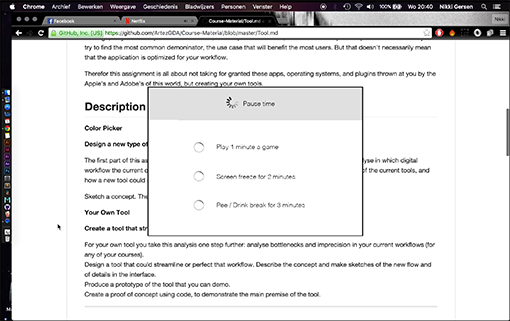 Chrome Archief Bewerk Weergave Geschiedenis Bladwijzers Personen Venster Help
Wo 20:40 Nikki Gersen
Facebook
Netflix
Course-Material/Tool.md
Nikki
GitHub, Inc. [US] https://github.com/ArtezGDA/Course-Material/blob/master/Tool.md
try to find the most common demoninator, the use case that will benefit the most users. But that doesn't necessarily mean
that the application is optimized for your workflow.
Therefor this assignment is all about not taking for granted these apps, operating systems, and plugins thrown at you by the
Apple's and Adobe's of this world, but creating your own tools.
Description
Color Picker
Design a new type of
The first part of this as
lyse in which digital
workflow the current c
of the current tools, and
how a new tool could
Sketch a concept. The
Your Own Tool
Create a tool that str
Pause time
Play 1 minute a game
Screen freeze for 2 minutes
Pee / Drink break for 3 minutes
For your own tool you take this analysis one step further: analyse bottlenecks and imprecision in your current workflows (for
any of your courses).
Design a tool that could streamline or perfect that workflow. Describe the concept and make sketches of the new flow and
of details in the interface.
Produce a prototype of the tool that you can demo.
Create a proof of concept using code, to demonstrate the main premise of the tool.